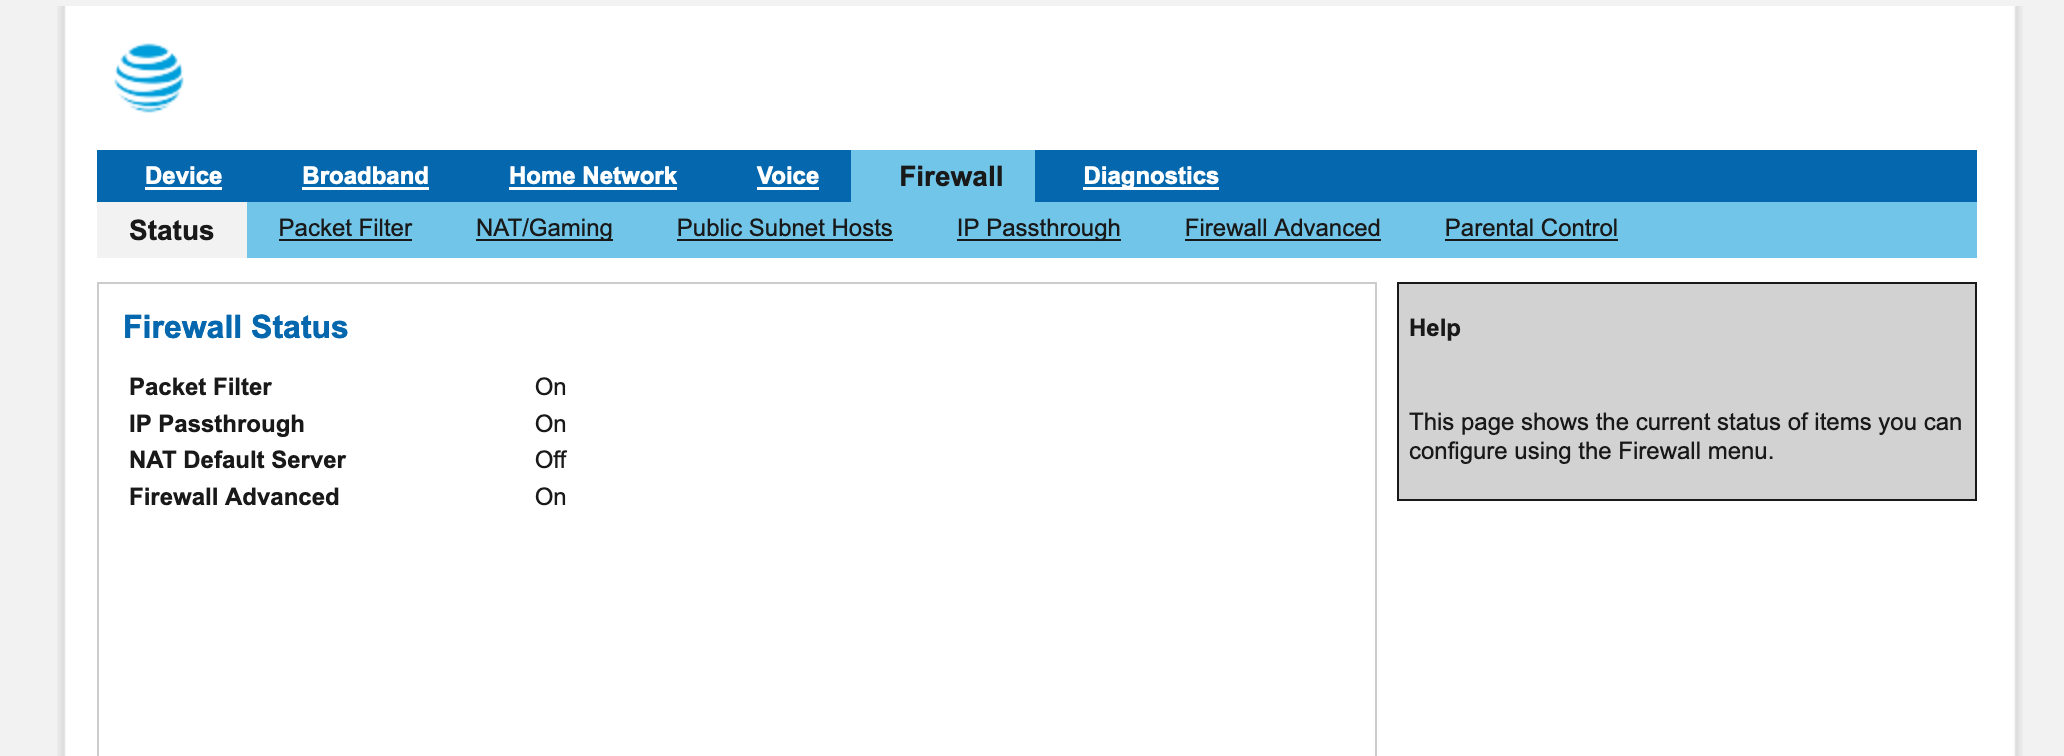 Device Broadband Home Network Voice Firewall Diagnostics
Status Packet Filter NAT/Gaming Public Subnet Hosts IP Passthrough Firewall Advanced Parental Control
Firewall Status
Packet Filter On
IP Passthrough On
NAT Default Server Off
Firewall Advanced On
Help
This page shows the current status of items you can
configure using the Firewall menu.